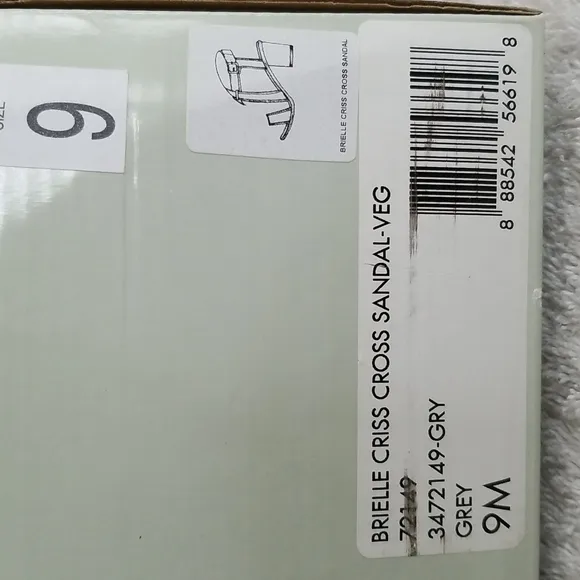 SIZE
9
BRIELLE CRISS CROSS SANDAL
BRIELLE CRISS CROSS SANDAL-VEG
72149
3472149-GRY
GREY
9M
8 88542 56619 8